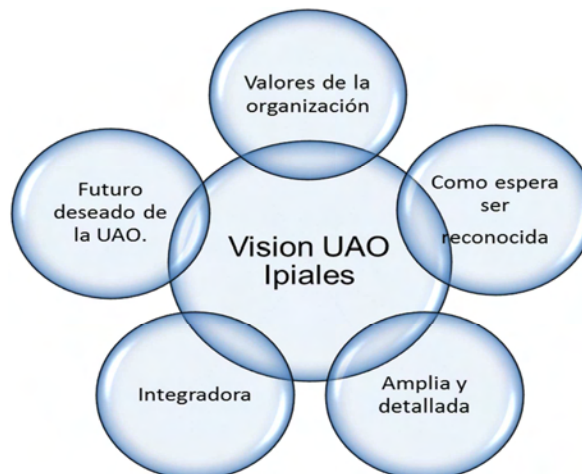 Valores de la
organización
Como espera
ser
reconocida
Amplia y
detallada
Integradora
Futuro
deseado de
la UAO.
Vision UAO
Ipiales